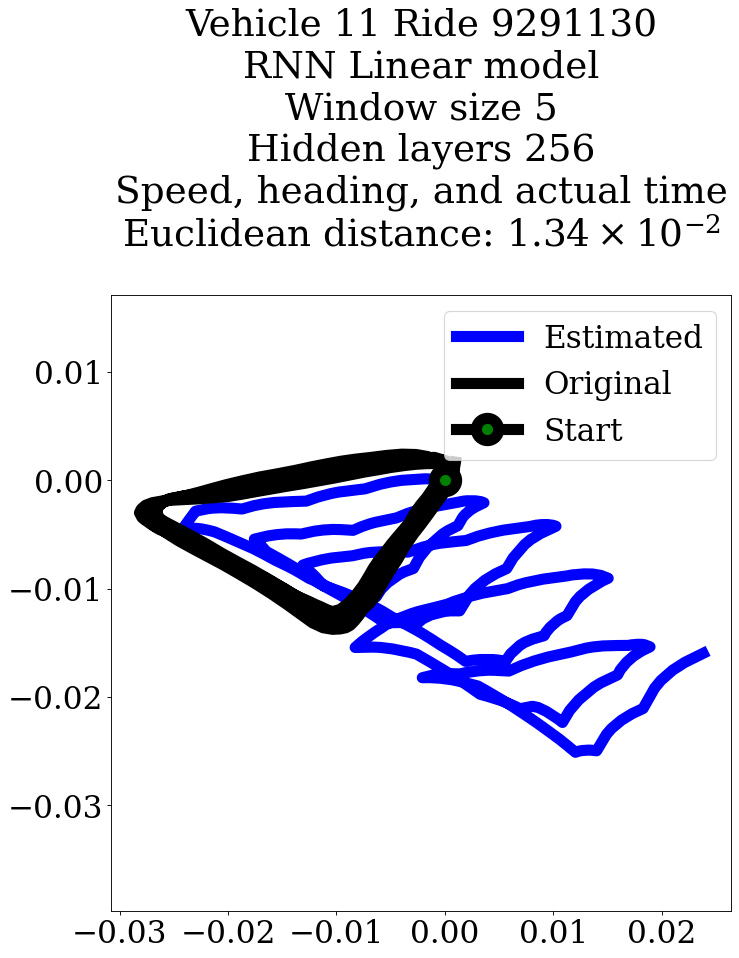 Vehicle 11 Ride 9291130
RNN Linear model
Window size 5
Hidden layers 256
Speed, heading, and actual time
Euclidean distance: 1.34 × 10⁻²
Estimated
Original
Start
0.01
0.00
−0.01
−0.02
−0.03
−0.03 −0.02 −0.01 0.00 0.01 0.02